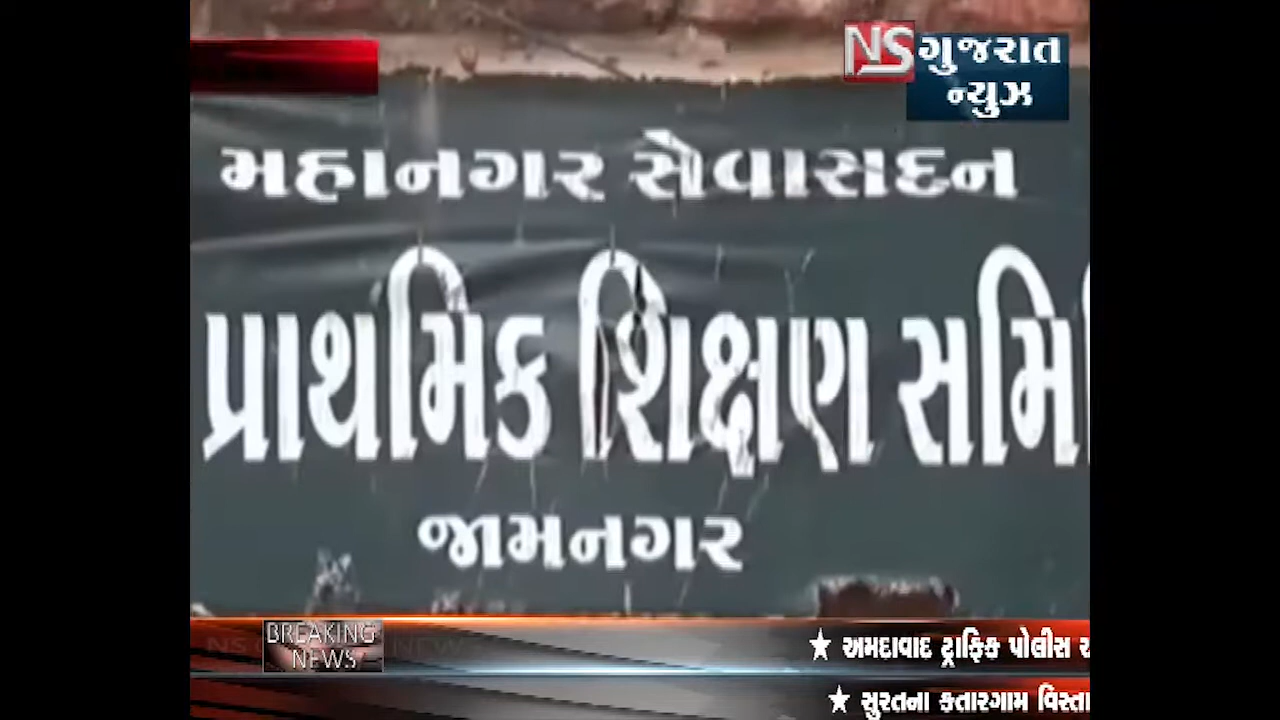 NS ગુજરાત
ન્યુઝ
મહાનગર સેવાસદન
પ્રાથમિક શિક્ષણ સમિ
જામનગર
BREAKING
NEWS
★ અમદાવાદ ટ્રાફિક પોલીસ
★ સુરતના કતારગામ વિસ્તા